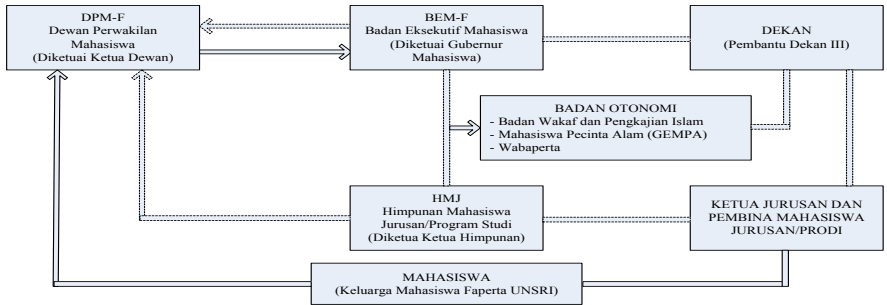 DPM-F
Dewan Perwakilan
Mahasiswa
(Diketuai Ketua Dewan)
BEM-F
Badan Eksekutif Mahasiswa
(Diketuai Gubernur
Mahasiswa)
DEKAN
(Pembantu Dekan III)
BADAN OTONOMI
- Badan Wakaf dan Pengkajian Islam
- Mahasiswa Pecinta Alam (GEMPA)
- Wabaperta
HMJ
Himpunan Mahasiswa
Jurusan/Program Studi
(Diketua Ketua Himpunan)
KETUA JURUSAN DAN
PEMBINA MAHASISWA
JURUSAN/PRODI
MAHASISWA
(Keluarga Mahasiswa Faperta UNSRI)